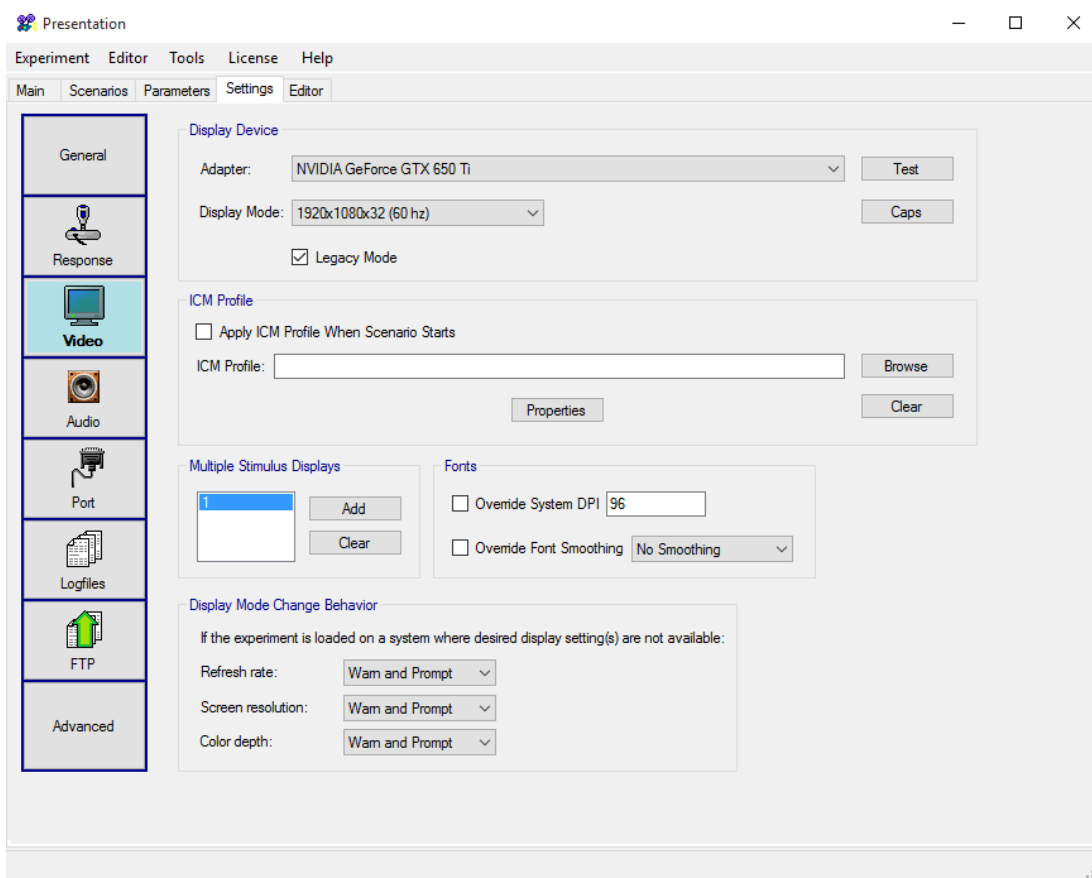 Presentation
Experiment Editor Tools License Help
Main Scenarios Parameters Settings Editor
General
Response
Video
Audio
Port
Logfiles
FTP
Advanced
Display Device
Adapter: NVIDIA GeForce GTX 650 Ti Test
Display Mode: 1920x1080x32 (60 hz) Caps
Legacy Mode
ICM Profile
Apply ICM Profile When Scenario Starts
ICM Profile: Browse
Properties Clear
Multiple Stimulus Displays
1
Add
Clear
Fonts
Override System DPI 96
Override Font Smoothing No Smoothing
Display Mode Change Behavior
If the experiment is loaded on a system where desired display setting(s) are not available:
Refresh rate: Warn and Prompt
Screen resolution: Warn and Prompt
Color depth: Warn and Prompt